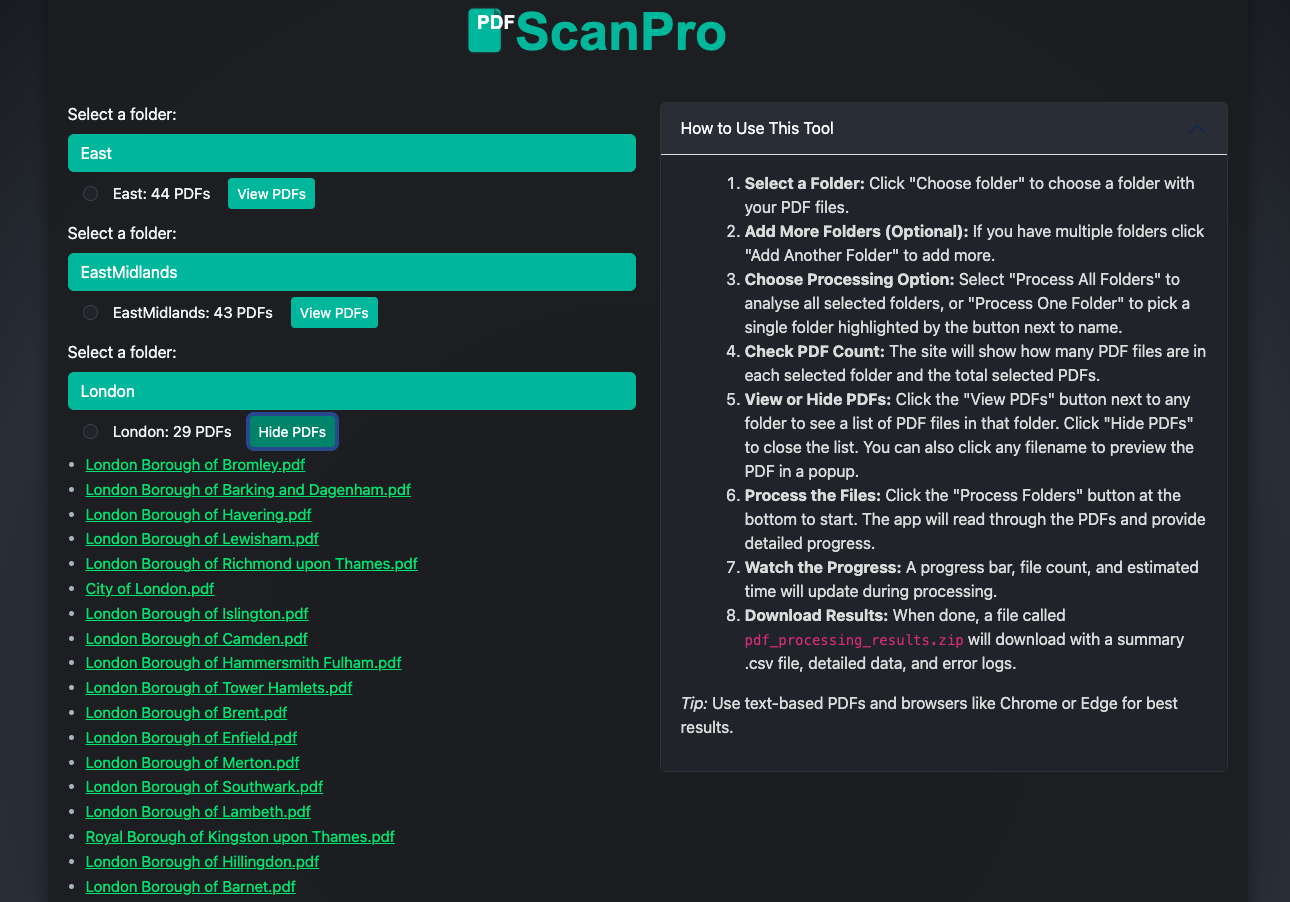 PDF ScanPro
Select a folder:
East
East: 44 PDFs View PDFs
Select a folder:
EastMidlands
EastMidlands: 43 PDFs View PDFs
Select a folder:
London
London: 29 PDFs Hide PDFs
London Borough of Bromley.pdf
London Borough of Barking and Dagenham.pdf
London Borough of Havering.pdf
London Borough of Lewisham.pdf
London Borough of Richmond upon Thames.pdf
City of London.pdf
London Borough of Islington.pdf
London Borough of Camden.pdf
London Borough of Hammersmith Fulham.pdf
London Borough of Tower Hamlets.pdf
London Borough of Brent.pdf
London Borough of Enfield.pdf
London Borough of Merton.pdf
London Borough of Southwark.pdf
London Borough of Lambeth.pdf
Royal Borough of Kingston upon Thames.pdf
London Borough of Hillingdon.pdf
London Borough of Barnet.pdf
How to Use This Tool
1. Select a Folder: Click "Choose folder" to choose a folder with
your PDF files.
2. Add More Folders (Optional): If you have multiple folders click
"Add Another Folder" to add more.
3. Choose Processing Option: Select "Process All Folders" to
analyse all selected folders, or "Process One Folder" to pick a
single folder highlighted by the button next to name.
4. Check PDF Count: The site will show how many PDF files are in
each selected folder and the total selected PDFs.
5. View or Hide PDFs: Click the "View PDFs" button next to any
folder to see a list of PDF files in that folder. Click "Hide PDFs"
to close the list. You can also click any filename to preview the
PDF in a popup.
6. Process the Files: Click the "Process Folders" button at the
bottom to start. The app will read through the PDFs and provide
detailed progress.
7. Watch the Progress: A progress bar, file count, and estimated
time will update during processing.
8. Download Results: When done, a file called
pdf_processing_results.zip will download with a summary
.csv file, detailed data, and error logs.
Tip: Use text-based PDFs and browsers like Chrome or Edge for best
results.